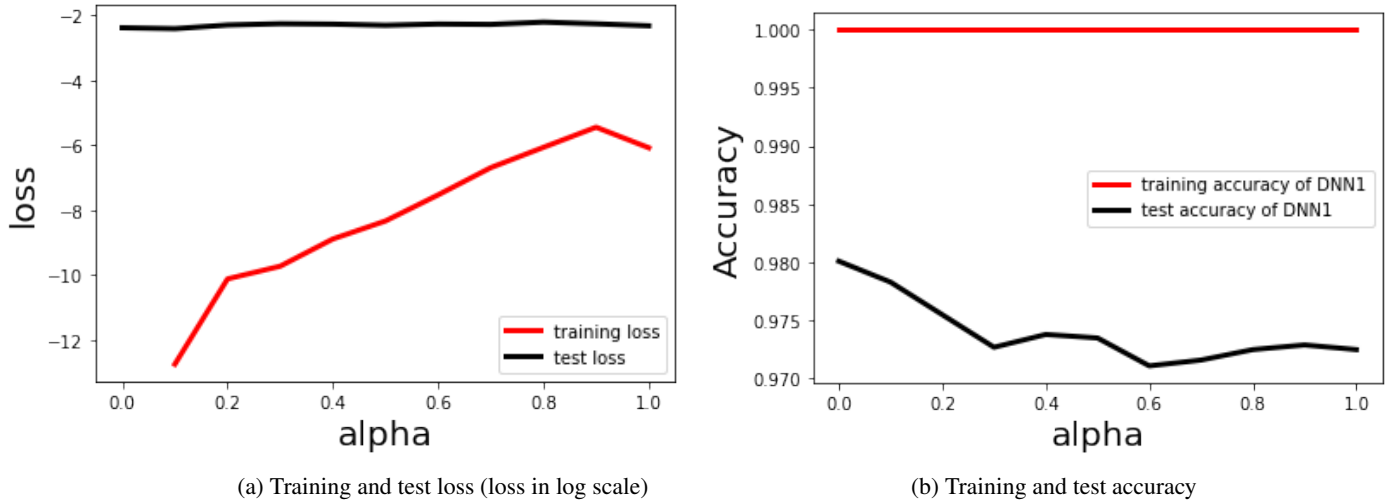 −2
−4
−6
−8
−10
−12
loss
training loss
test loss
0.0 0.2 0.4 0.6 0.8 1.0
alpha
(a) Training and test loss (loss in log scale)
1.000
0.995
0.990
0.985
0.980
0.975
0.970
Accuracy
training accuracy of DNN1
test accuracy of DNN1
0.0 0.2 0.4 0.6 0.8 1.0
alpha
(b) Training and test accuracy